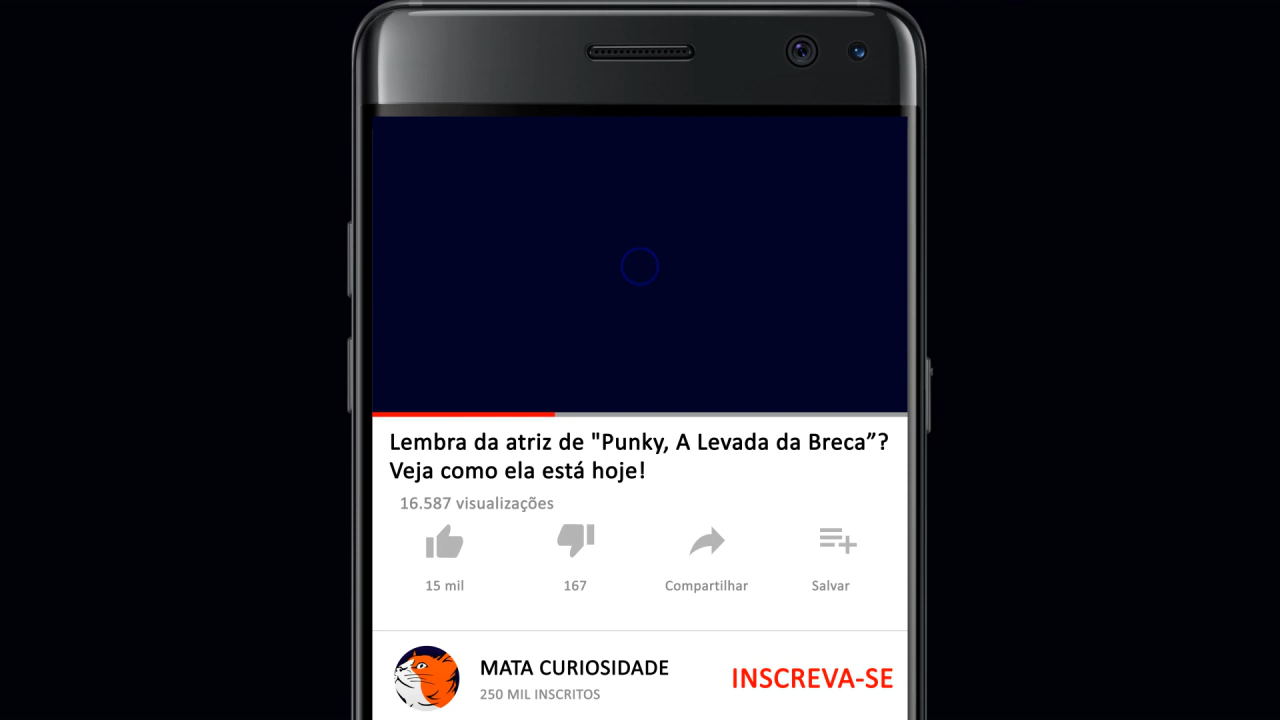 Lembra da atriz de "Punky, A Levada da Breca”?
Veja como ela está hoje!
16.587 visualizações
15 mil
167
Compartilhar
Salvar
MATA CURIOSIDADE
250 MIL INSCRITOS
INSCREVA-SE